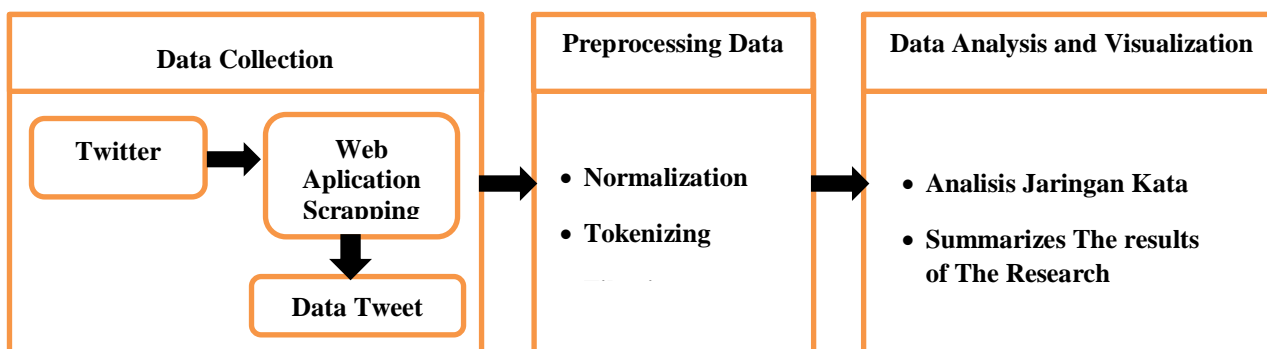 Data Collection
Twitter
Web
Aplication
Scrapping
Data Tweet
Preprocessing Data
• Normalization
• Tokenizing
Data Analysis and Visualization
• Analisis Jaringan Kata
• Summarizes The results
of The Research